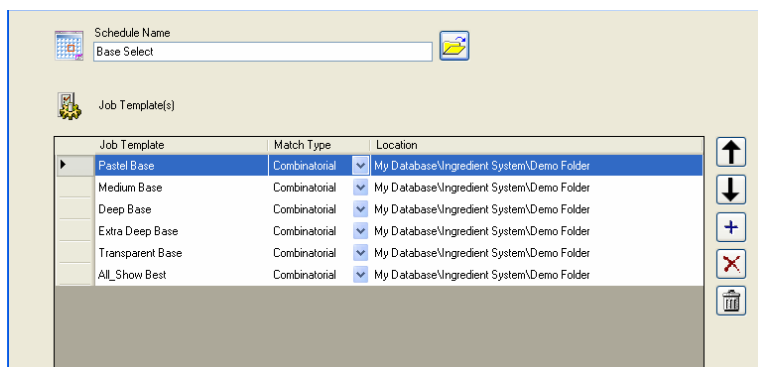 Schedule Name
Base Select
Job Template(s)
Job Template Match Type Location
Pastel Base Combinatorial My Database\Ingredient System\Demo Folder
Medium Base Combinatorial My Database\Ingredient System\Demo Folder
Deep Base Combinatorial My Database\Ingredient System\Demo Folder
Extra Deep Base Combinatorial My Database\Ingredient System\Demo Folder
Transparent Base Combinatorial My Database\Ingredient System\Demo Folder
All_Show Best Combinatorial My Database\Ingredient System\Demo Folder